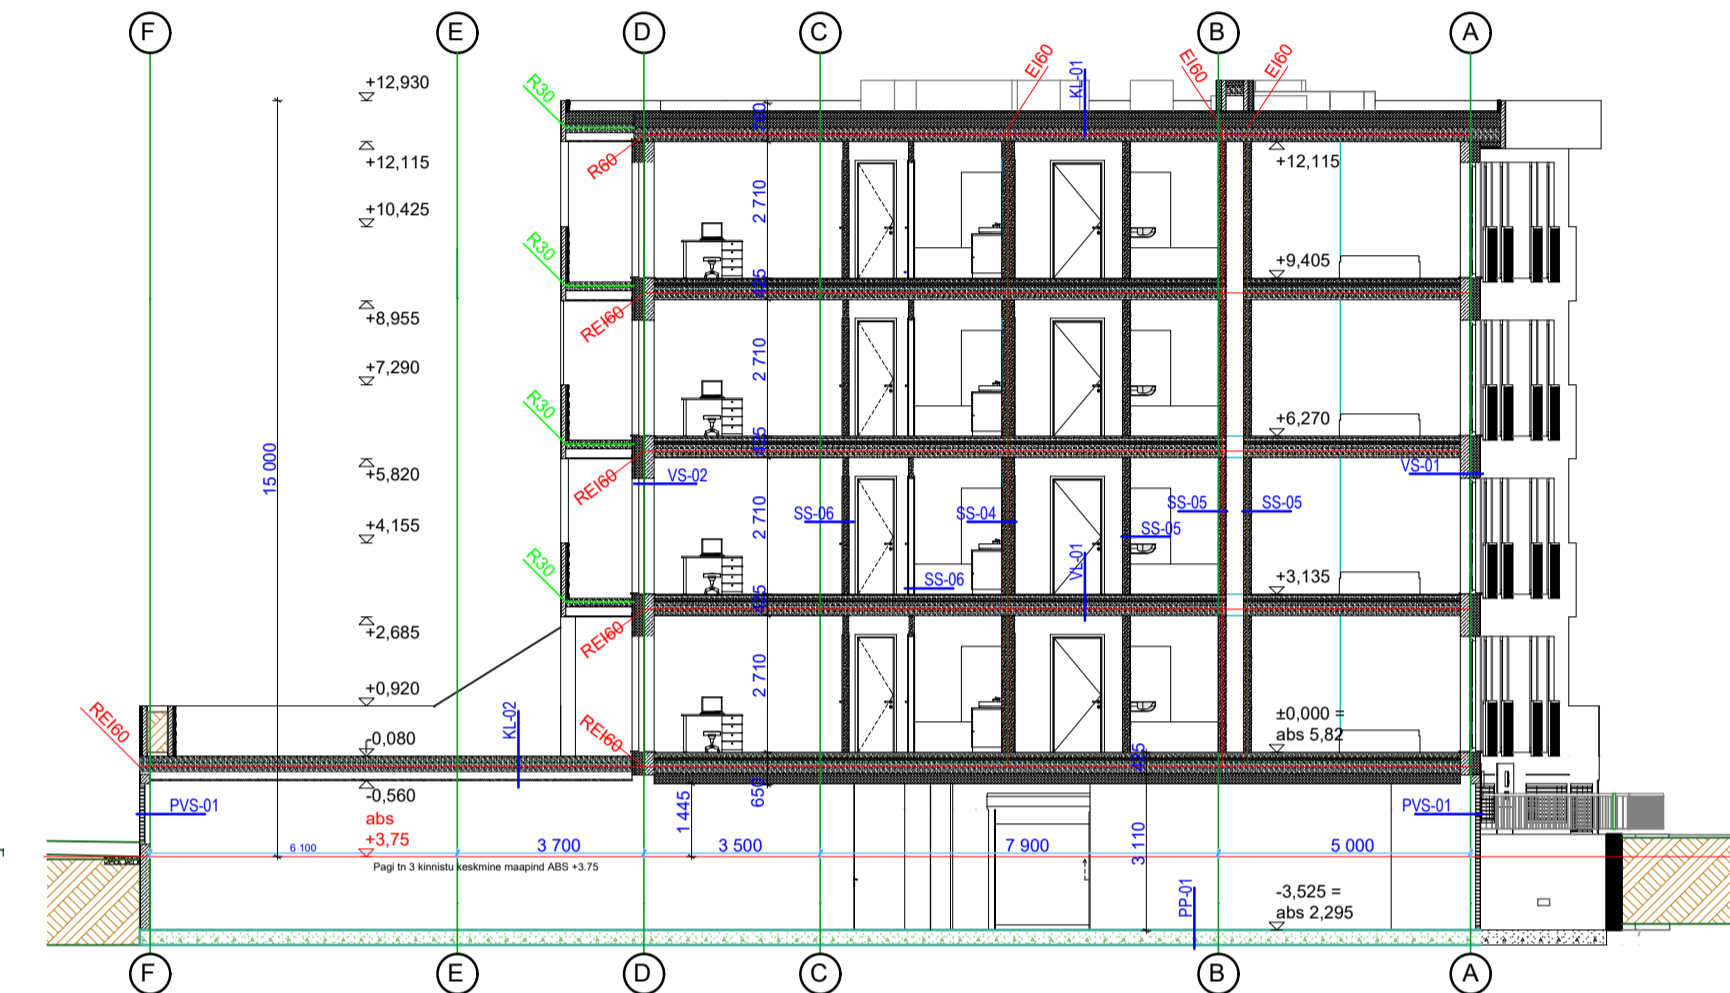 F E D C B A
+12,930
R30
760
EI60
KL-01
EI60
EI60
+12,115
R60
+12,115
+10,425
2 710
R30
+9,405
425
+8,955
REI60
+7,290
2 710
R30
+6,270
425
+5,820
REI60
VS-02
VS-01
+4,155
2 710
SS-06
SS-04
SS-05
SS-05
SS-05
15 000
R30
VL-01
SS-06
+3,135
425
+2,685
REI60
+0,920
2 710
REI60
KL-02
REI60
±0,000 =
abs 5,82
-0,080
425
-0,560
abs
+3,75
PVS-01
650
1 445
PVS-01
6 100
3 700
3 500
7 900
3 110
5 000
Pagi tn 3 kinnistu keskmine maapind ABS +3.75
PP-01
-3,525 =
abs 2,295
F E D C B A